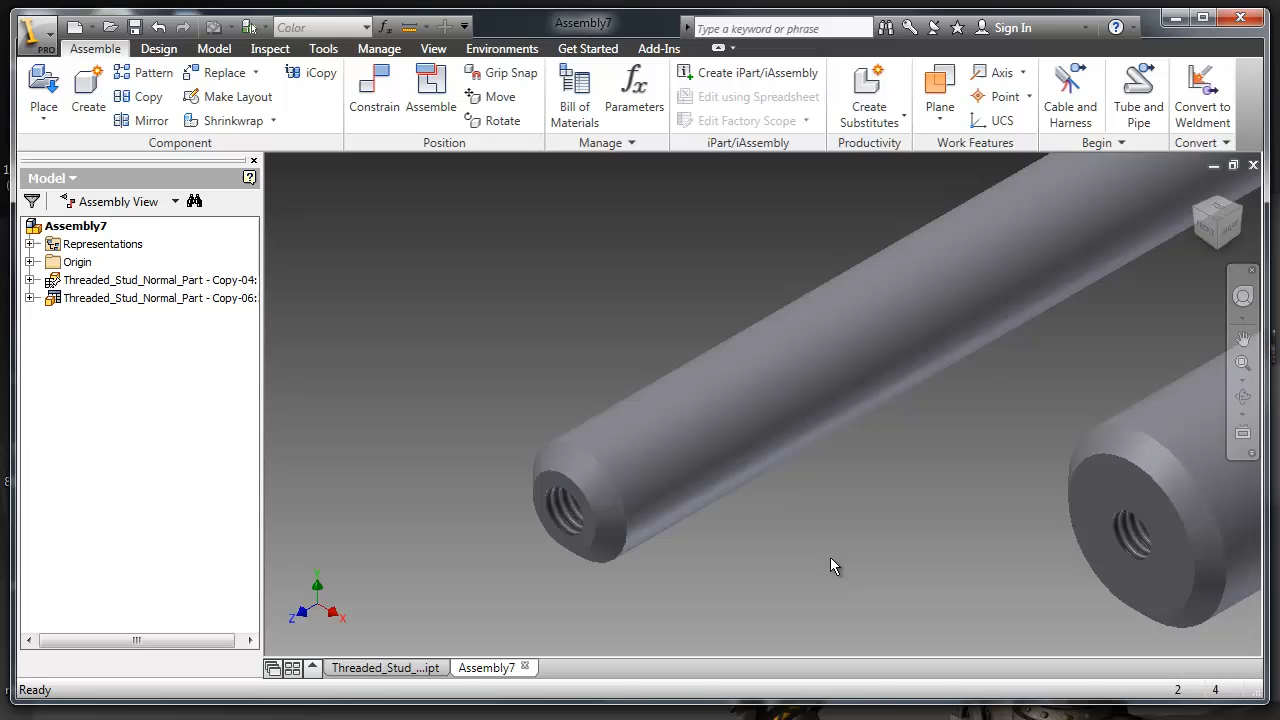 Color
Assembly7
Type a keyword or phrase
Sign In
PRO
Assemble
Design
Model
Inspect
Tools
Manage
View
Environments
Get Started
Add-Ins
Place
Create
Pattern
Copy
Mirror
Replace
Make Layout
Shrinkwrap
iCopy
Component
Constrain
Assemble
Grip Snap
Move
Rotate
Position
Bill of
Materials
Parameters
Manage
Create iPart/iAssembly
Edit using Spreadsheet
Edit Factory Scope
iPart/iAssembly
Create
Substitutes
Productivity
Plane
Axis
Point
UCS
Work Features
Cable and
Harness
Tube and
Pipe
Begin
Convert to
Weldment
Convert
Model
Assembly View
Assembly7
Representations
Origin
Threaded_Stud_Normal_Part - Copy-04:
Threaded_Stud_Normal_Part - Copy-06:
Y
Z
X
Threaded_Stud_...ipt
Assembly7
Ready
2
4